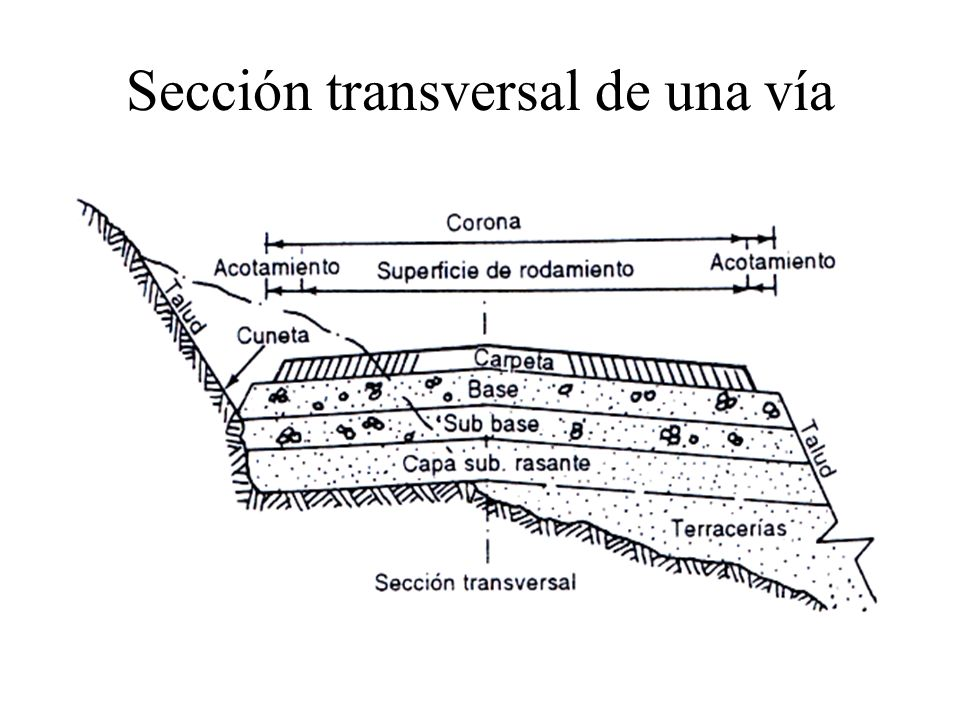 Sección transversal de una vía
Corona
Acotamiento
Superficie de rodamiento
Acotamiento
Talud
Cuneta
Carpeta
Base
Sub base
Talud
Capa sub. rasante
Terracerías
Sección transversal